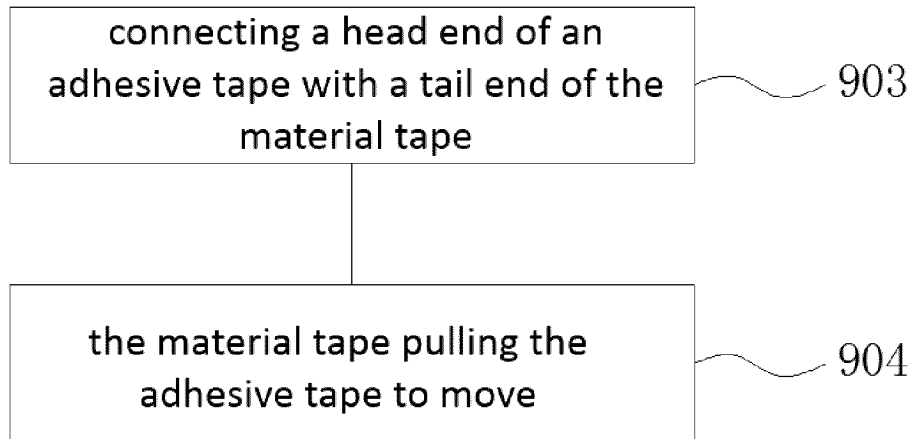 connecting a head end of an
adhesive tape with a tail end of the
material tape
903
the material tape pulling the
adhesive tape to move
904